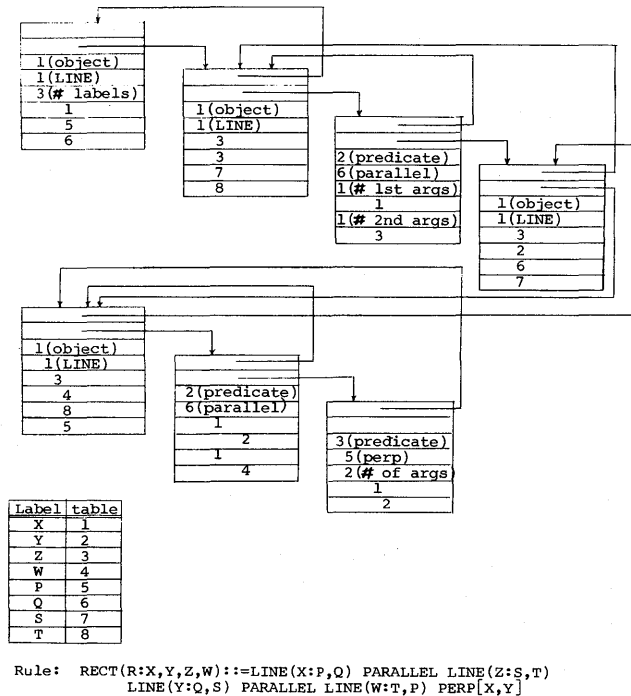 1(object)
1(LINE)
3(# labels)
1
5
6
1(object)
1(LINE)
3
3
7
8
2(predicate)
6(parallel)
1(# 1st args)
1
1(# 2nd args)
3
1(object)
1(LINE)
3
2
6
7
1(object)
1(LINE)
3
4
8
5
2(predicate)
6(parallel)
1
2
1
4
3(predicate)
5(perp)
2(# of args)
1
2
Label table
X 1
Y 2
Z 3
W 4
P 5
Q 6
S 7
T 8
Rule: RECT(R:X,Y,Z,W)::=LINE(X:P,Q) PARALLEL LINE(Z:S,T)
LINE(Y:Q,S) PARALLEL LINE(W:T,P) PERP[X,Y]